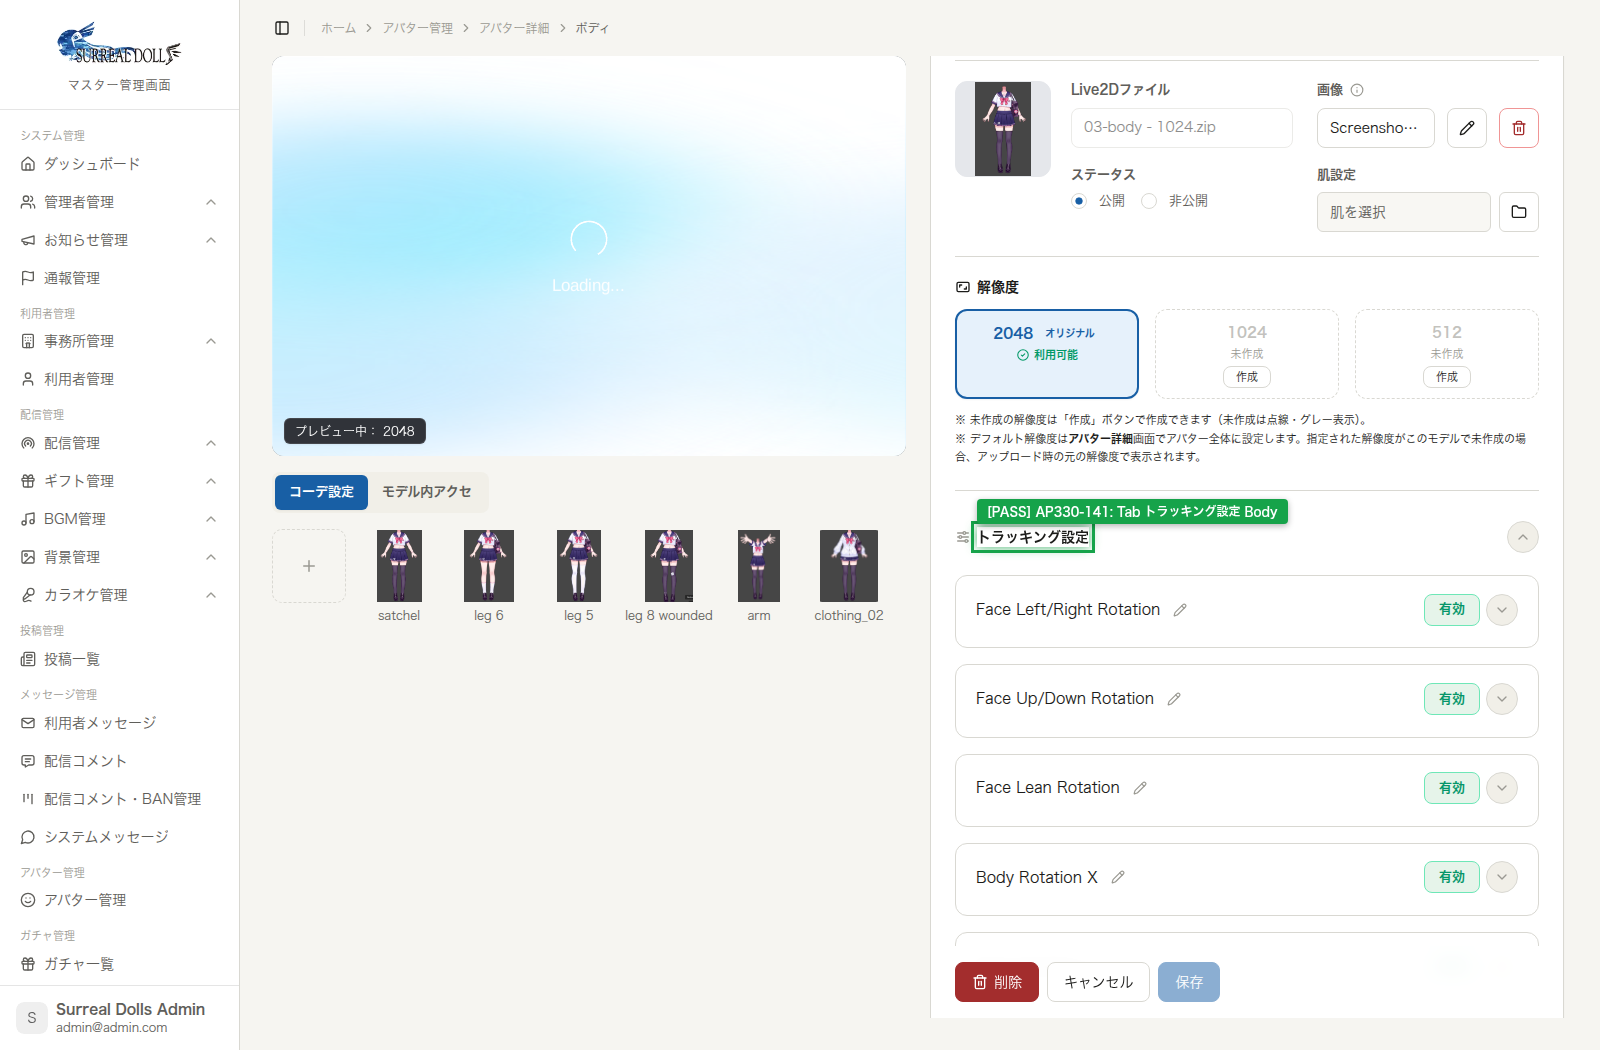 SURREAL DOLL
マスター管理画面
システム管理
ダッシュボード
管理者管理
お知らせ管理
通報管理
利用者管理
事務所管理
利用者管理
配信管理
配信管理
ギフト管理
BGM管理
背景管理
カラオケ管理
投稿管理
投稿一覧
メッセージ管理
利用者メッセージ
配信コメント
配信コメント・BAN管理
システムメッセージ
アバター管理
アバター管理
ガチャ管理
ガチャ一覧
S
Surreal Dolls Admin
admin@admin.com
ホーム > アバター管理 > アバター詳細 > ボディ
Loading...
プレビュー中： 2048
コーデ設定 モデル内アクセ
satchel leg 6 leg 5 leg 8 wounded arm clothing_02
Live2Dファイル
03-body - 1024.zip
画像
Screensho···
ステータス
公開 非公開
肌設定
肌を選択
解像度
2048 オリジナル
利用可能
1024
未作成
作成
512
未作成
作成
※ 未作成の解像度は「作成」ボタンで作成できます（未作成は点線・グレー表示）。
※ デフォルト解像度はアバター詳細画面でアバター全体に設定します。指定された解像度がこのモデルで未作成の場
合、アップロード時の元の解像度で表示されます。
[PASS] AP330-141: Tab トラッキング設定 Body
トラッキング設定
Face Left/Right Rotation 有効
Face Up/Down Rotation 有効
Face Lean Rotation 有効
Body Rotation X 有効
削除 キャンセル 保存